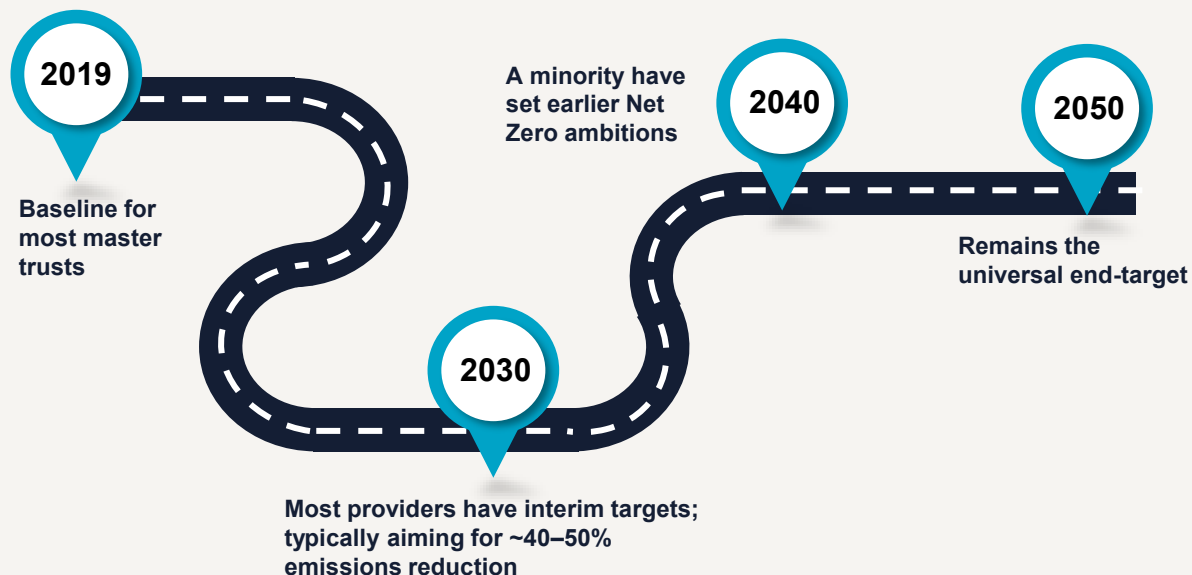 2019
Baseline for
most master
trusts
2030
Most providers have interim targets;
typically aiming for ~40–50%
emissions reduction
A minority have
set earlier Net
Zero ambitions
2040
2050
Remains the
universal end-target